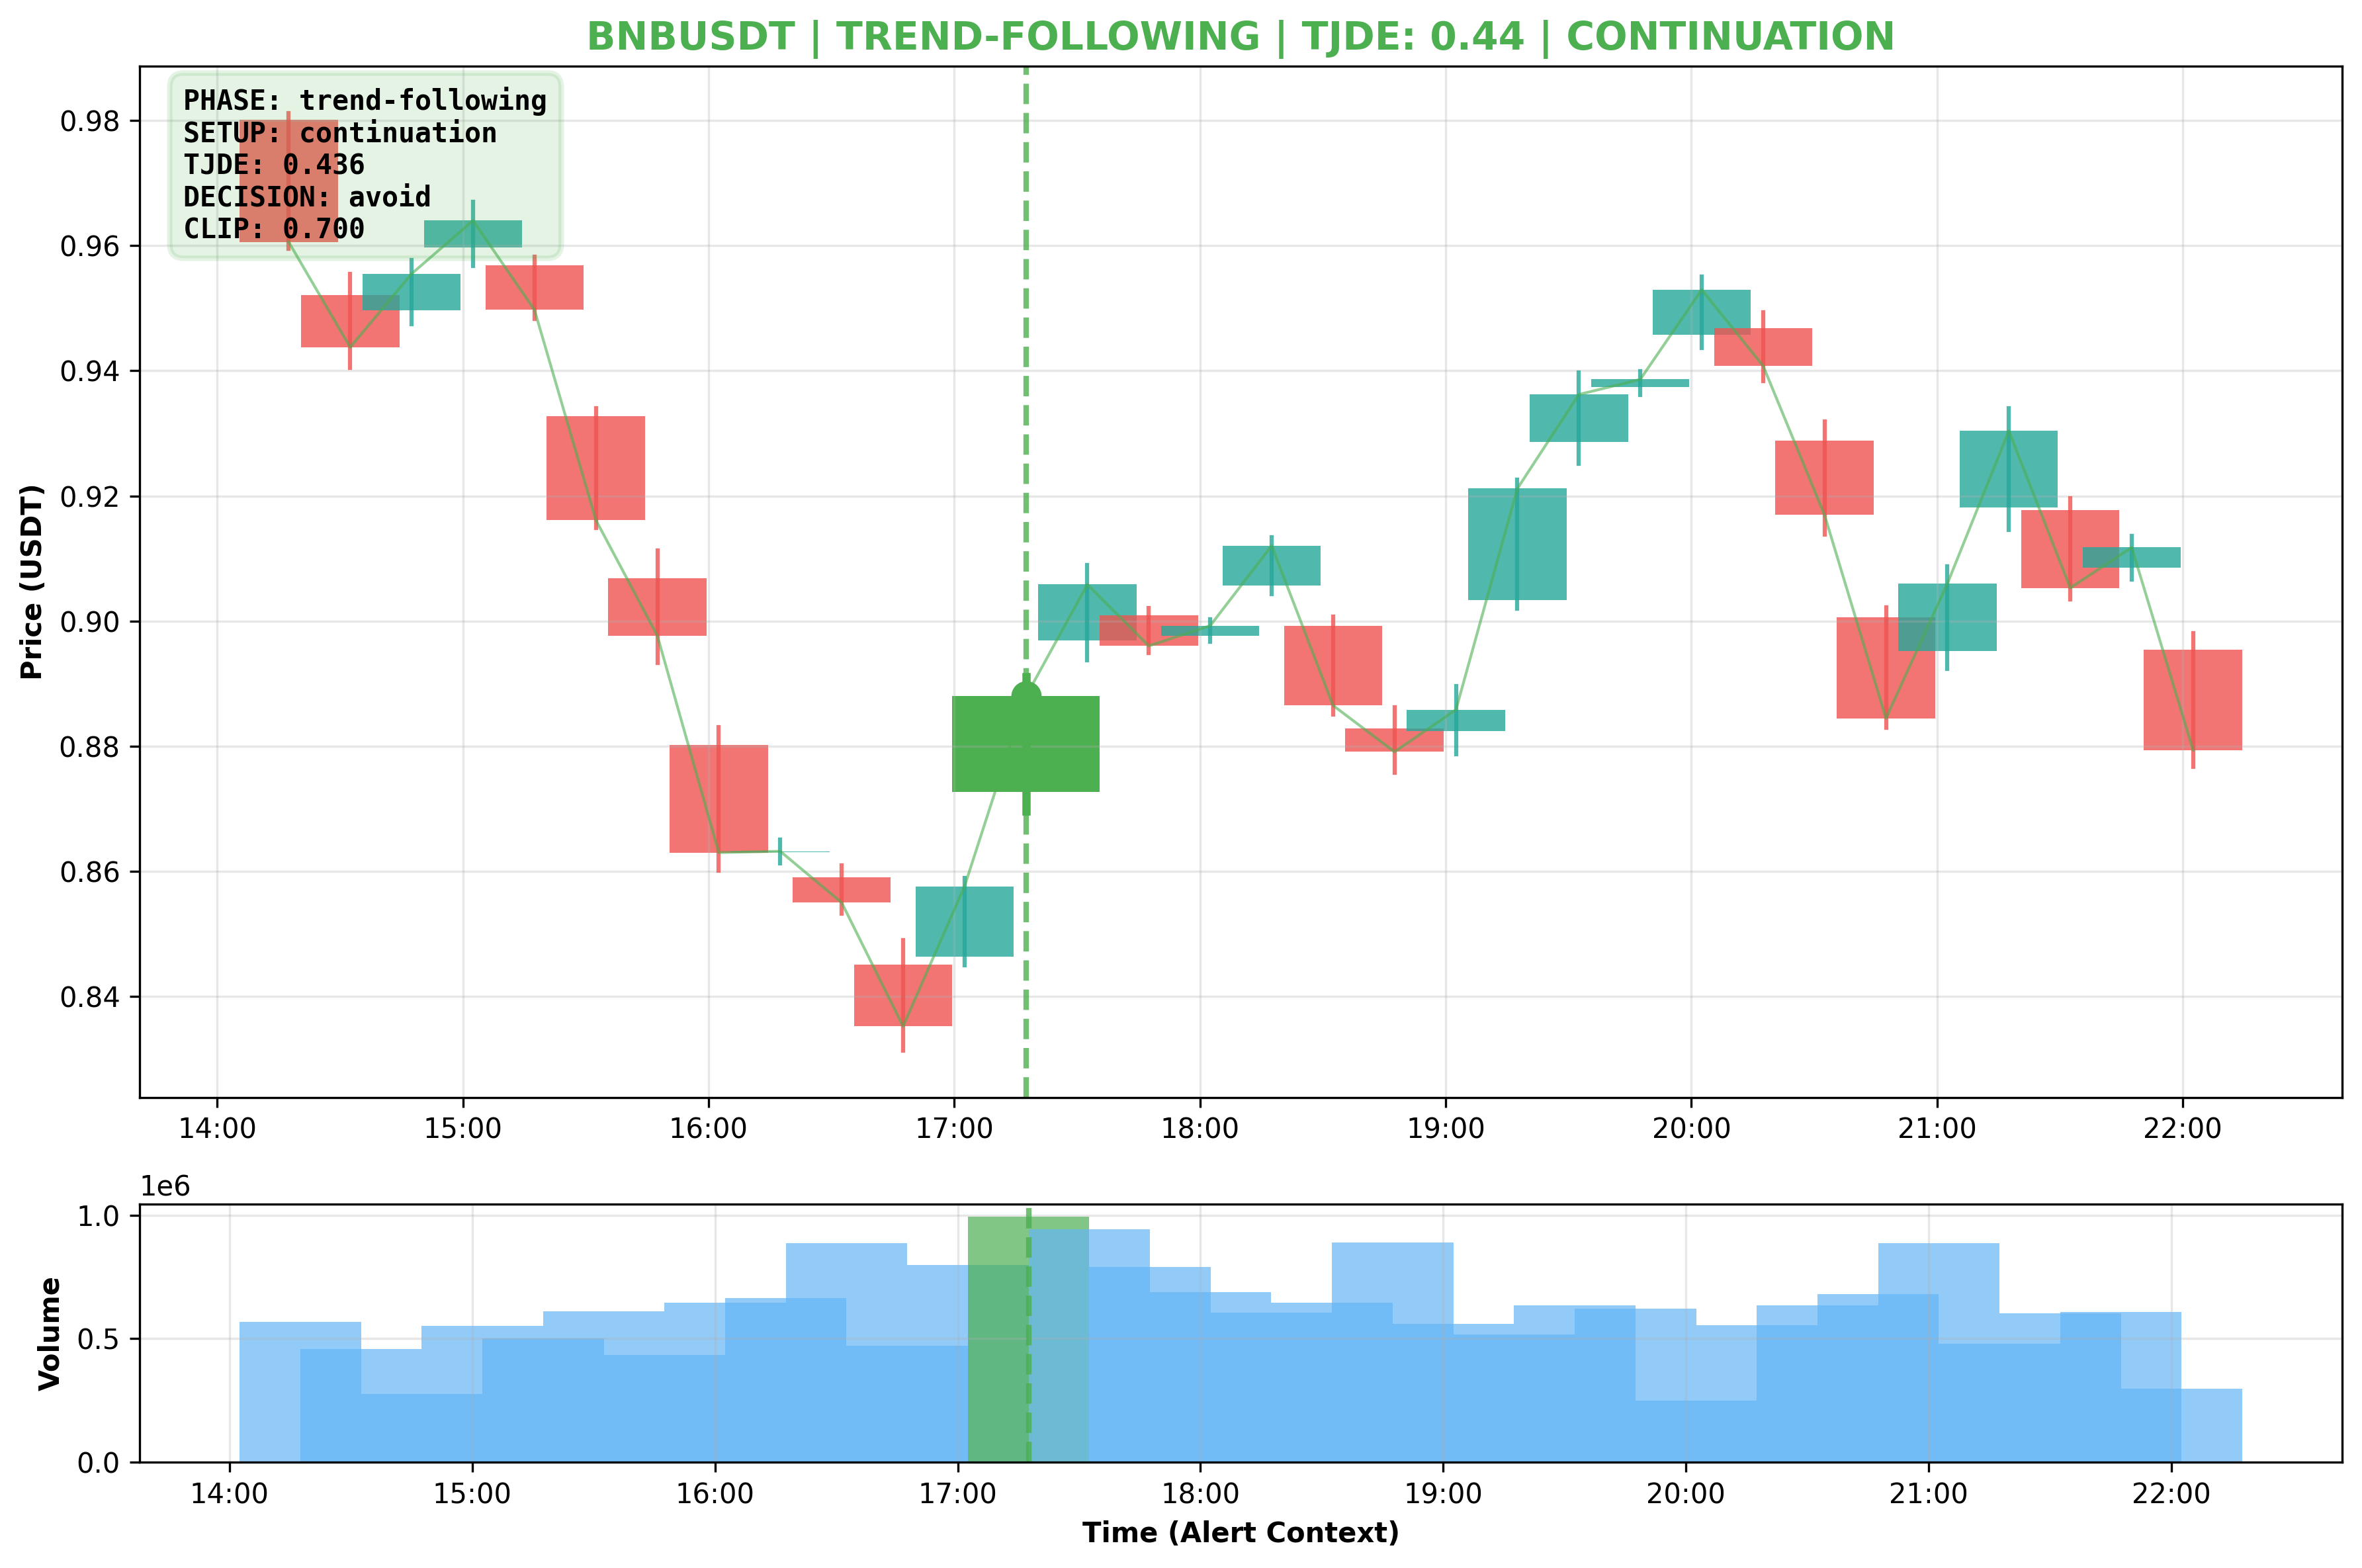 BNBUSDT | TREND-FOLLOWING | TJDE: 0.44 | CONTINUATION
PHASE: trend-following
SETUP: continuation
TJDE: 0.436
DECISION: avoid
CLIP: 0.700
Price (USDT)
0.98
0.96
0.94
0.92
0.90
0.88
0.86
0.84
14:00 15:00 16:00 17:00 18:00 19:00 20:00 21:00 22:00
1e6
Volume
1.0
0.5
0.0
14:00 15:00 16:00 17:00 18:00 19:00 20:00 21:00 22:00
Time (Alert Context)